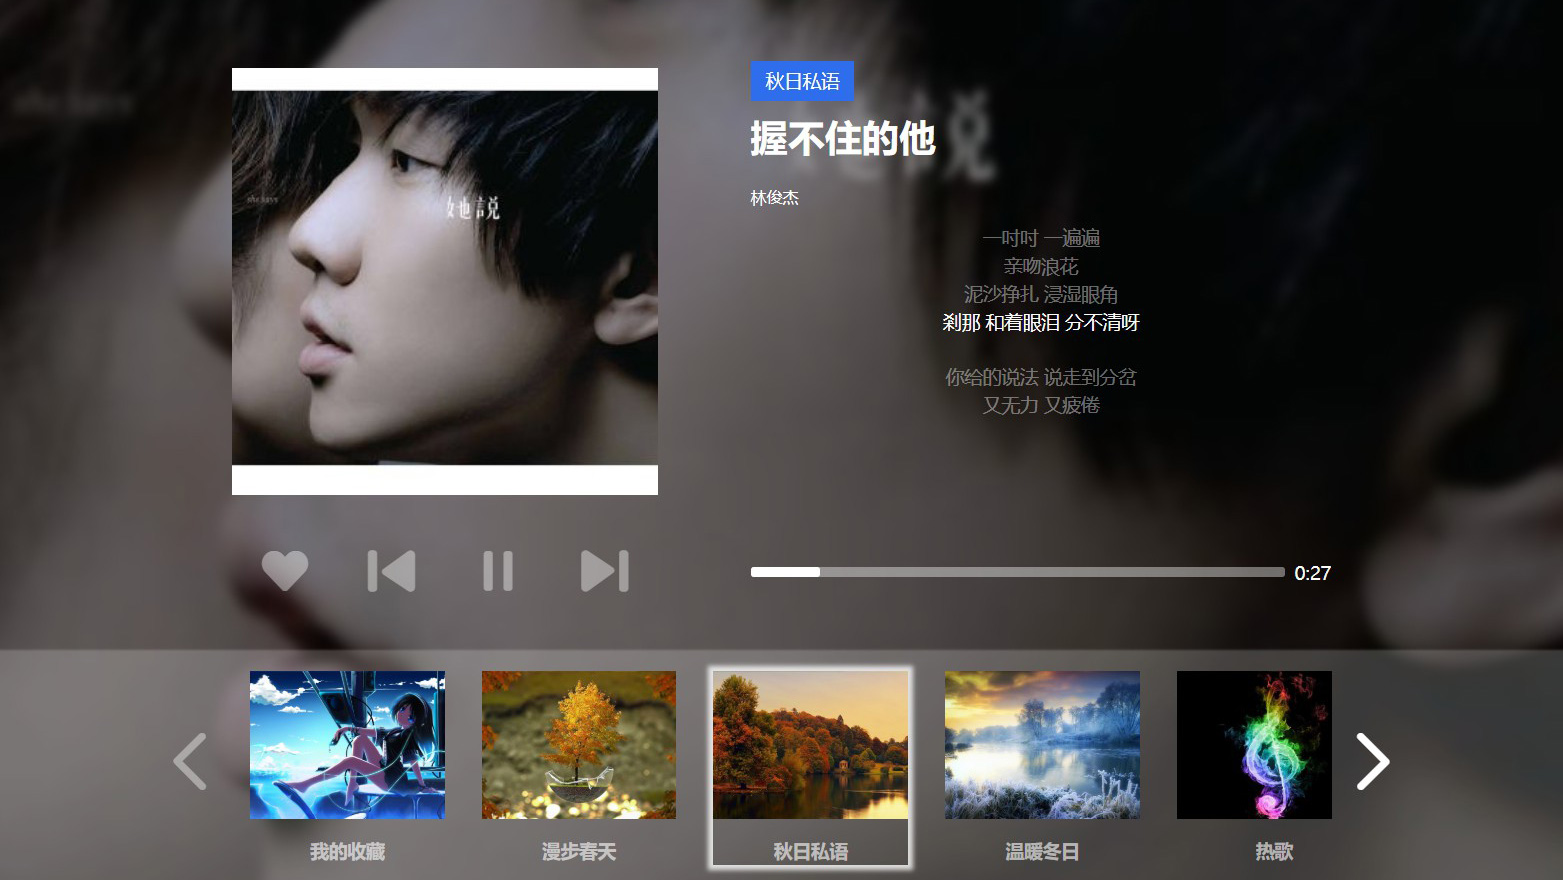 秋日私语
握不住的他
林俊杰
她説
説
一吋吋 一遍遍
亲吻浪花
泥沙挣扎 浸湿眼角
刹那 和着眼泪 分不清呀
你给的说法 说走到分岔
又无力 又疲倦
0:27
我的收藏
漫步春天
秋日私语
温暖冬日
热歌